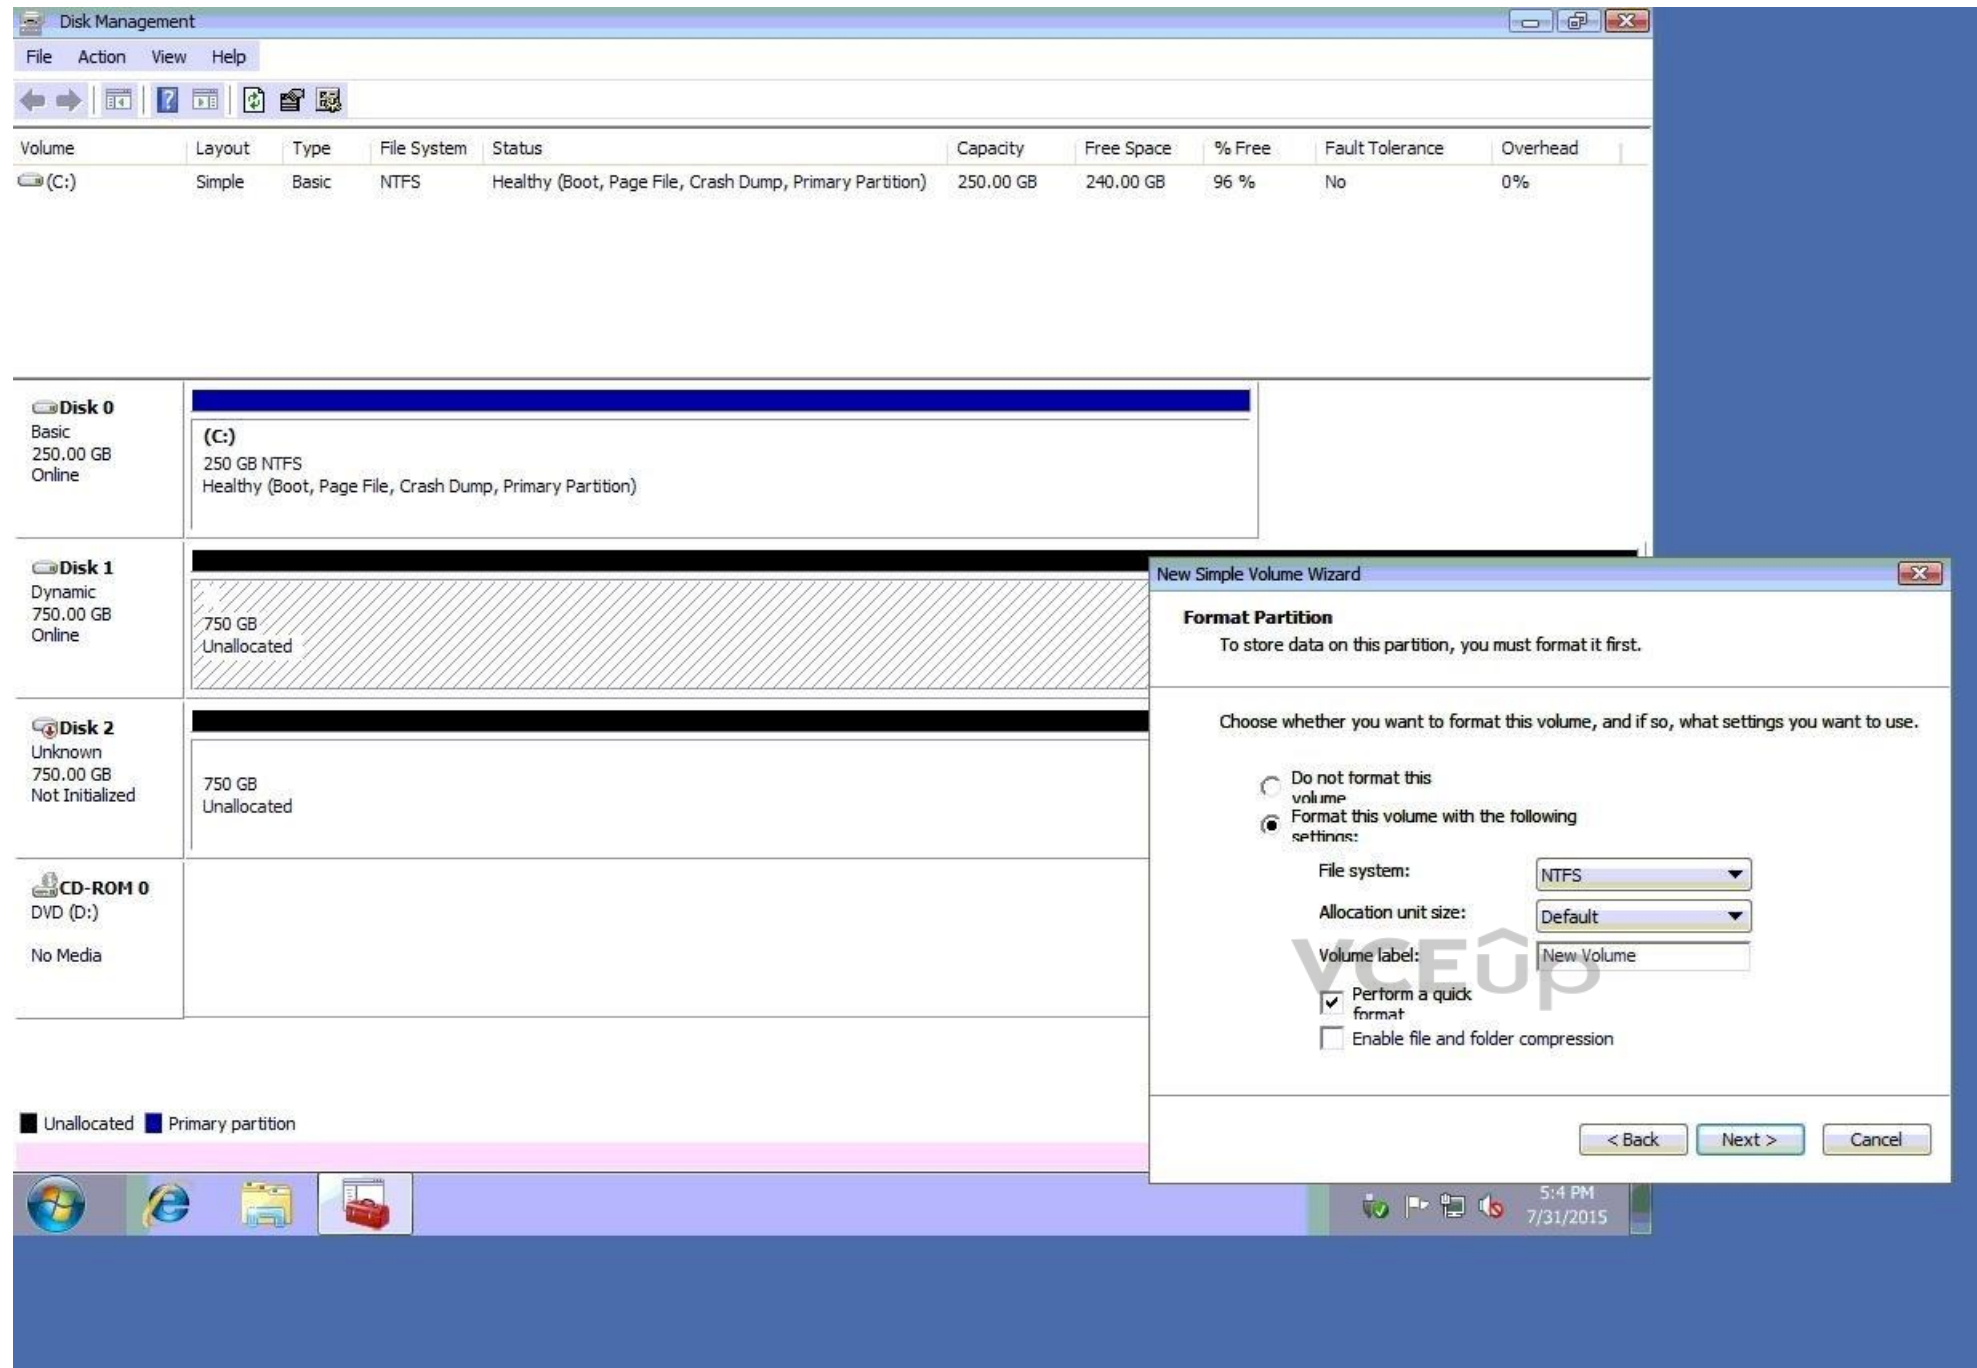 Disk Management
File Action View Help
Volume Layout Type File System Status Capacity Free Space % Free Fault Tolerance Overhead
(C:) Simple Basic NTFS Healthy (Boot, Page File, Crash Dump, Primary Partition) 250.00 GB 240.00 GB 96 % No 0%
Disk 0
Basic
250.00 GB
Online
(C:)
250 GB NTFS
Healthy (Boot, Page File, Crash Dump, Primary Partition)
Disk 1
Dynamic
750.00 GB
Online
750 GB
Unallocated
Disk 2
Unknown
750.00 GB
Not Initialized
750 GB
Unallocated
CD-ROM 0
DVD (D:)
No Media
Unallocated Primary partition
New Simple Volume Wizard
Format Partition
To store data on this partition, you must format it first.
Choose whether you want to format this volume, and if so, what settings you want to use.
Do not format this
volume
Format this volume with the following
settings:
File system: NTFS
Allocation unit size: Default
Volume label: New Volume
VCEûp
Perform a quick
format
Enable file and folder compression
< Back Next > Cancel
5:4 PM
7/31/2015